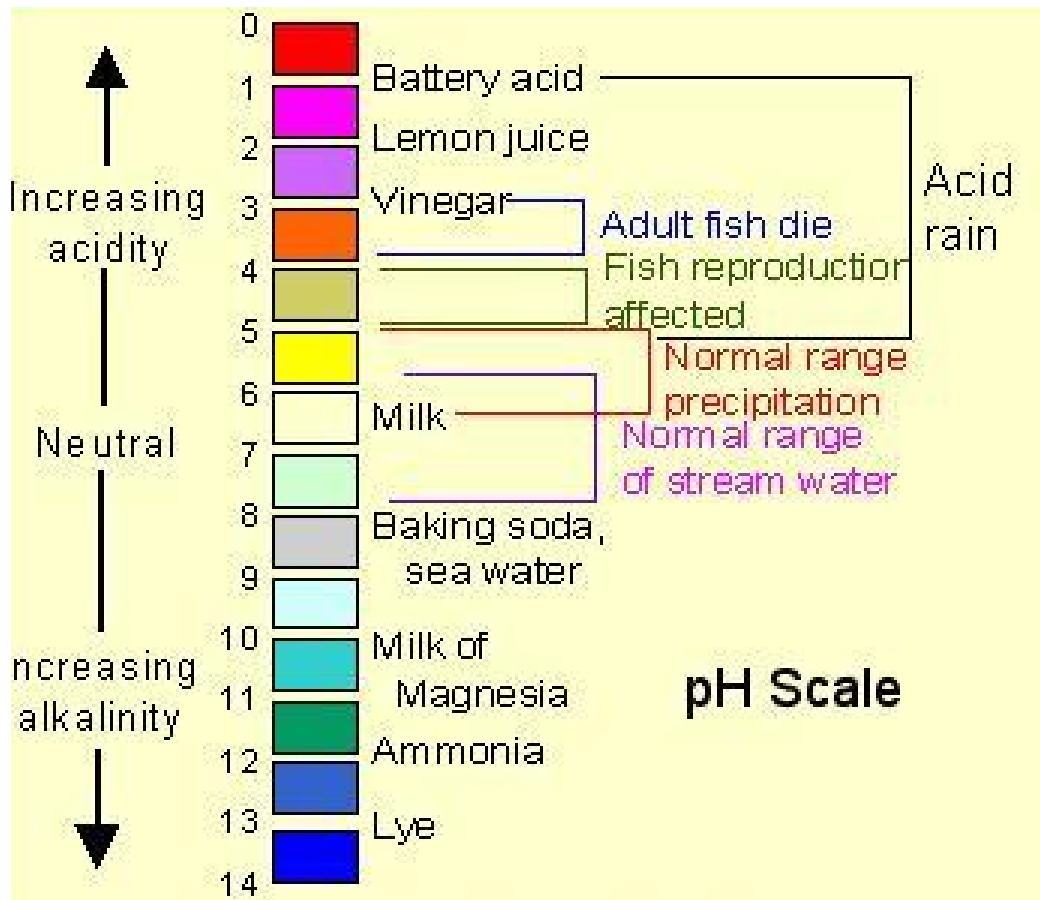 0
1
2
3
4
5
6
7
8
9
10
11
12
13
14
Increasing
acidity
Neutral
ncreasing
alkalinity
Battery acid
Lemon juice
Vinegar
Milk
Baking soda,
sea water
Milk of
Magnesia
Ammonia
Lye
Adult fish die
Fish reproduction
affected
Normal range
precipitation
Normal range
of stream water
Acid
rain
pH Scale